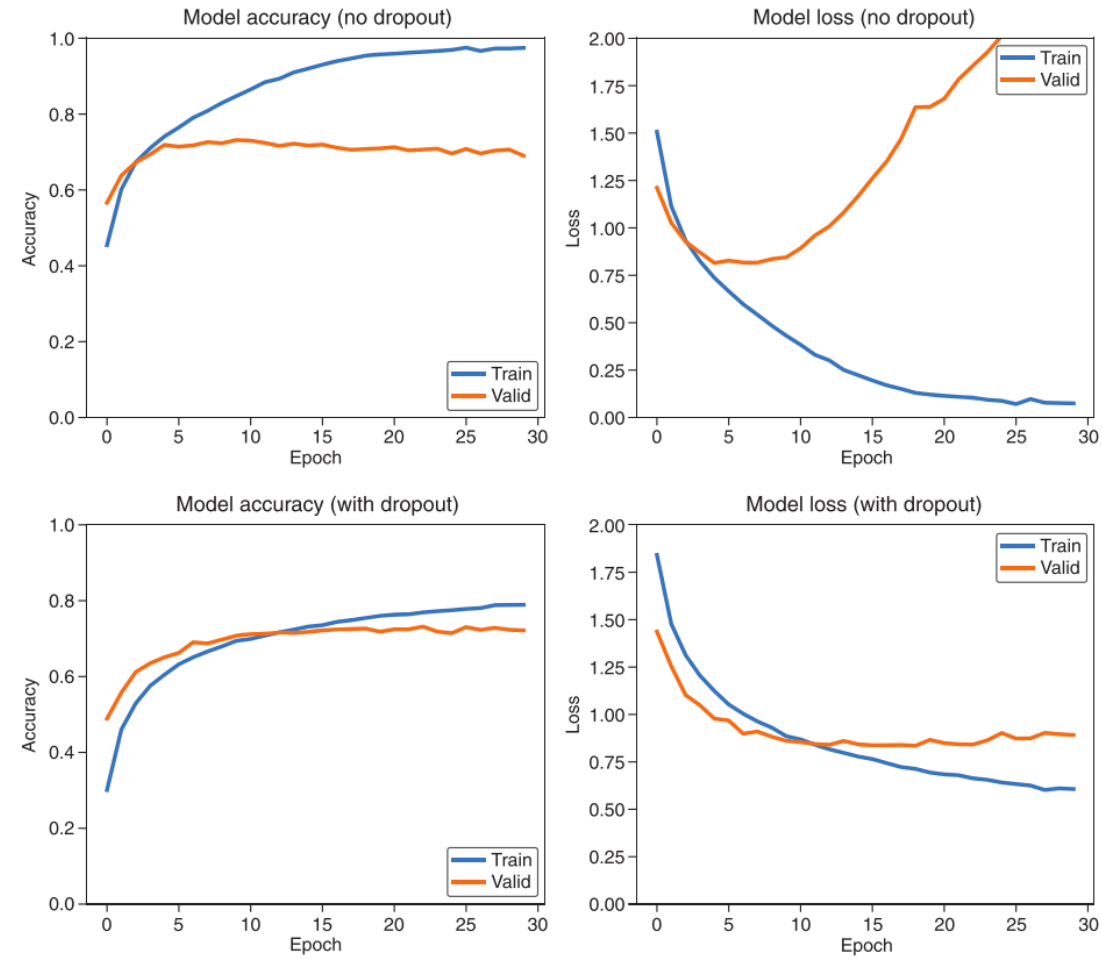 Model accuracy (no dropout)
1.0
0.8
0.6
0.4
0.2
0.0
Accuracy
Train
Valid
0 5 10 15 20 25 30
Epoch
Model loss (no dropout)
2.00
1.75
1.50
1.25
1.00
0.75
0.50
0.25
0.00
Loss
Train
Valid
0 5 10 15 20 25 30
Epoch
Model accuracy (with dropout)
1.0
0.8
0.6
0.4
0.2
0.0
Accuracy
Train
Valid
0 5 10 15 20 25 30
Epoch
Model loss (with dropout)
2.00
1.75
1.50
1.25
1.00
0.75
0.50
0.25
0.00
Loss
Train
Valid
0 5 10 15 20 25 30
Epoch